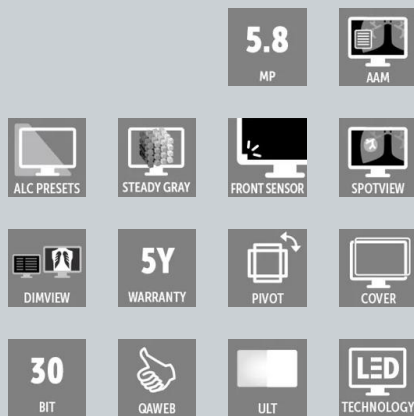 5.8
MP
AAM
ALC PRESETS
STEADY GRAY
FRONT SENSOR
SPOTVIEW
DIMVIEW
5Y
WARRANTY
PIVOT
COVER
30
BIT
QAWEB
ULT
LED
TECHNOLOGY